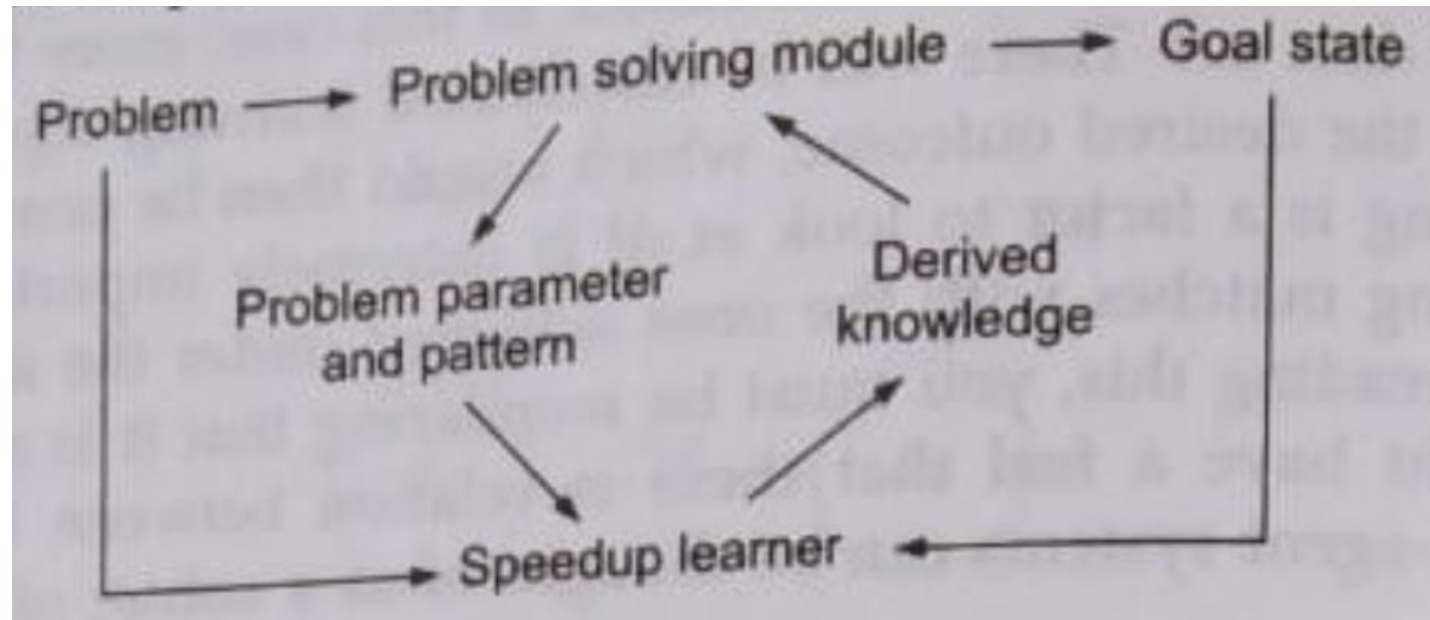 Problem
Problem solving module
Goal state
Problem parameter
and pattern
Derived
knowledge
Speedup learner